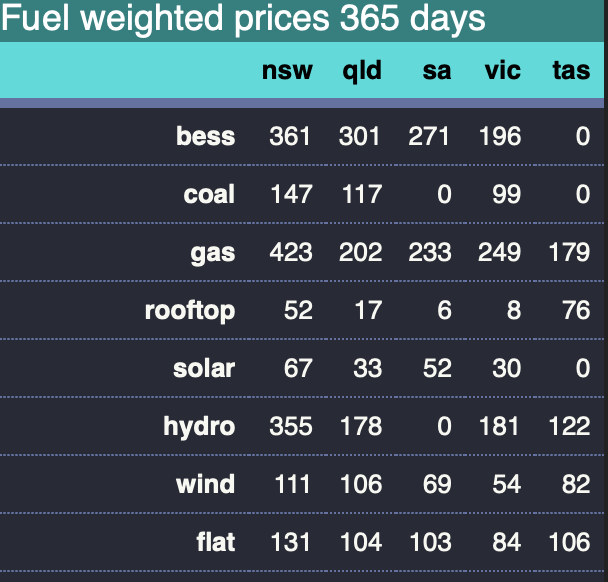 Fuel weighted prices 365 days
nsw qld sa vic tas
bess 361 301 271 196 0
coal 147 117 0 99 0
gas 423 202 233 249 179
rooftop 52 17 6 8 76
solar 67 33 52 30 0
hydro 355 178 0 181 122
wind 111 106 69 54 82
flat 131 104 103 84 106